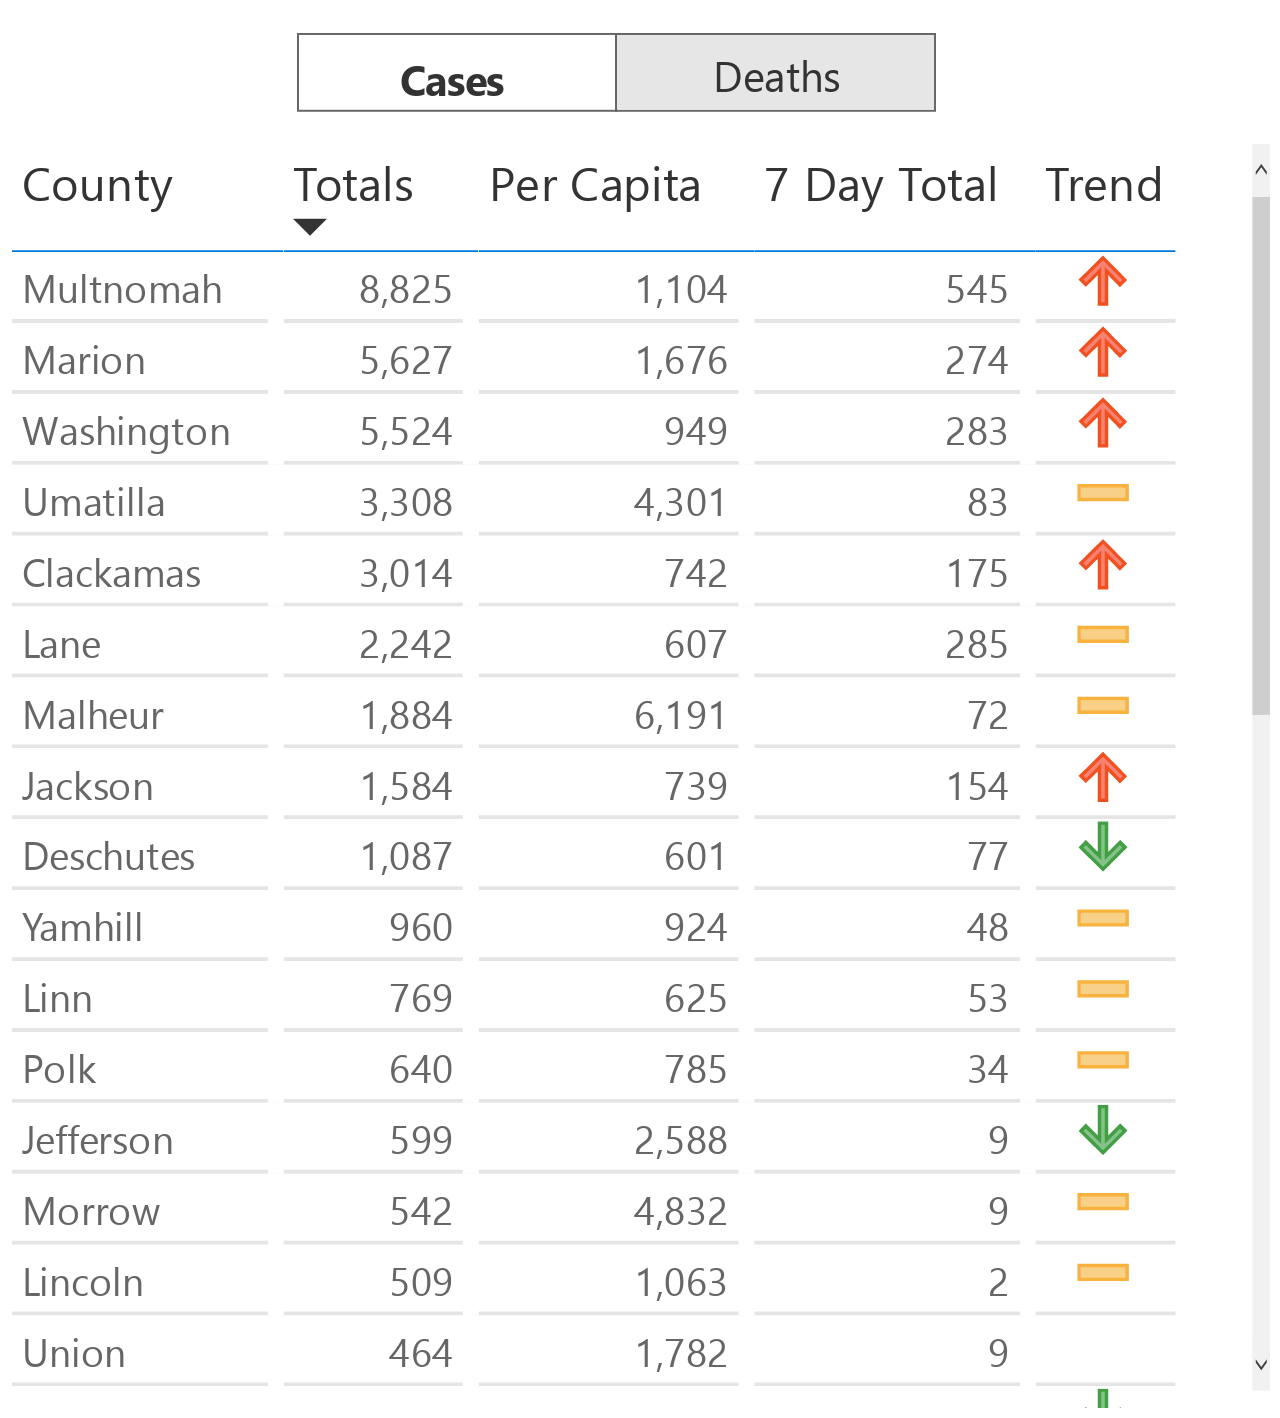 Cases Deaths
County Totals Per Capita 7 Day Total Trend
Multnomah 8,825 1,104 545
Marion 5,627 1,676 274
Washington 5,524 949 283
Umatilla 3,308 4,301 83
Clackamas 3,014 742 175
Lane 2,242 607 285
Malheur 1,884 6,191 72
Jackson 1,584 739 154
Deschutes 1,087 601 77
Yamhill 960 924 48
Linn 769 625 53
Polk 640 785 34
Jefferson 599 2,588 9
Morrow 542 4,832 9
Lincoln 509 1,063 2
Union 464 1,782 9